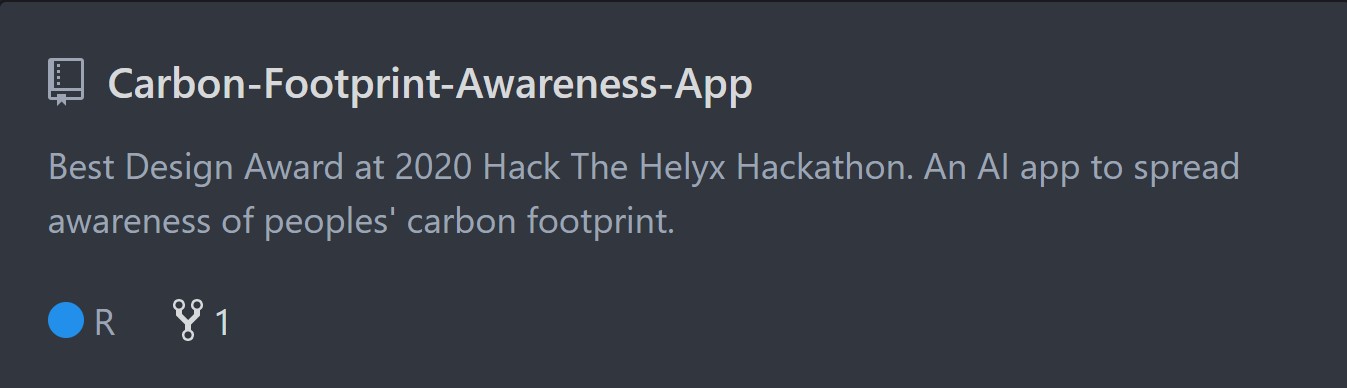 Carbon-Footprint-Awareness-App
Best Design Award at 2020 Hack The Helyx Hackathon. An AI app to spread
awareness of peoples' carbon footprint.
R 1